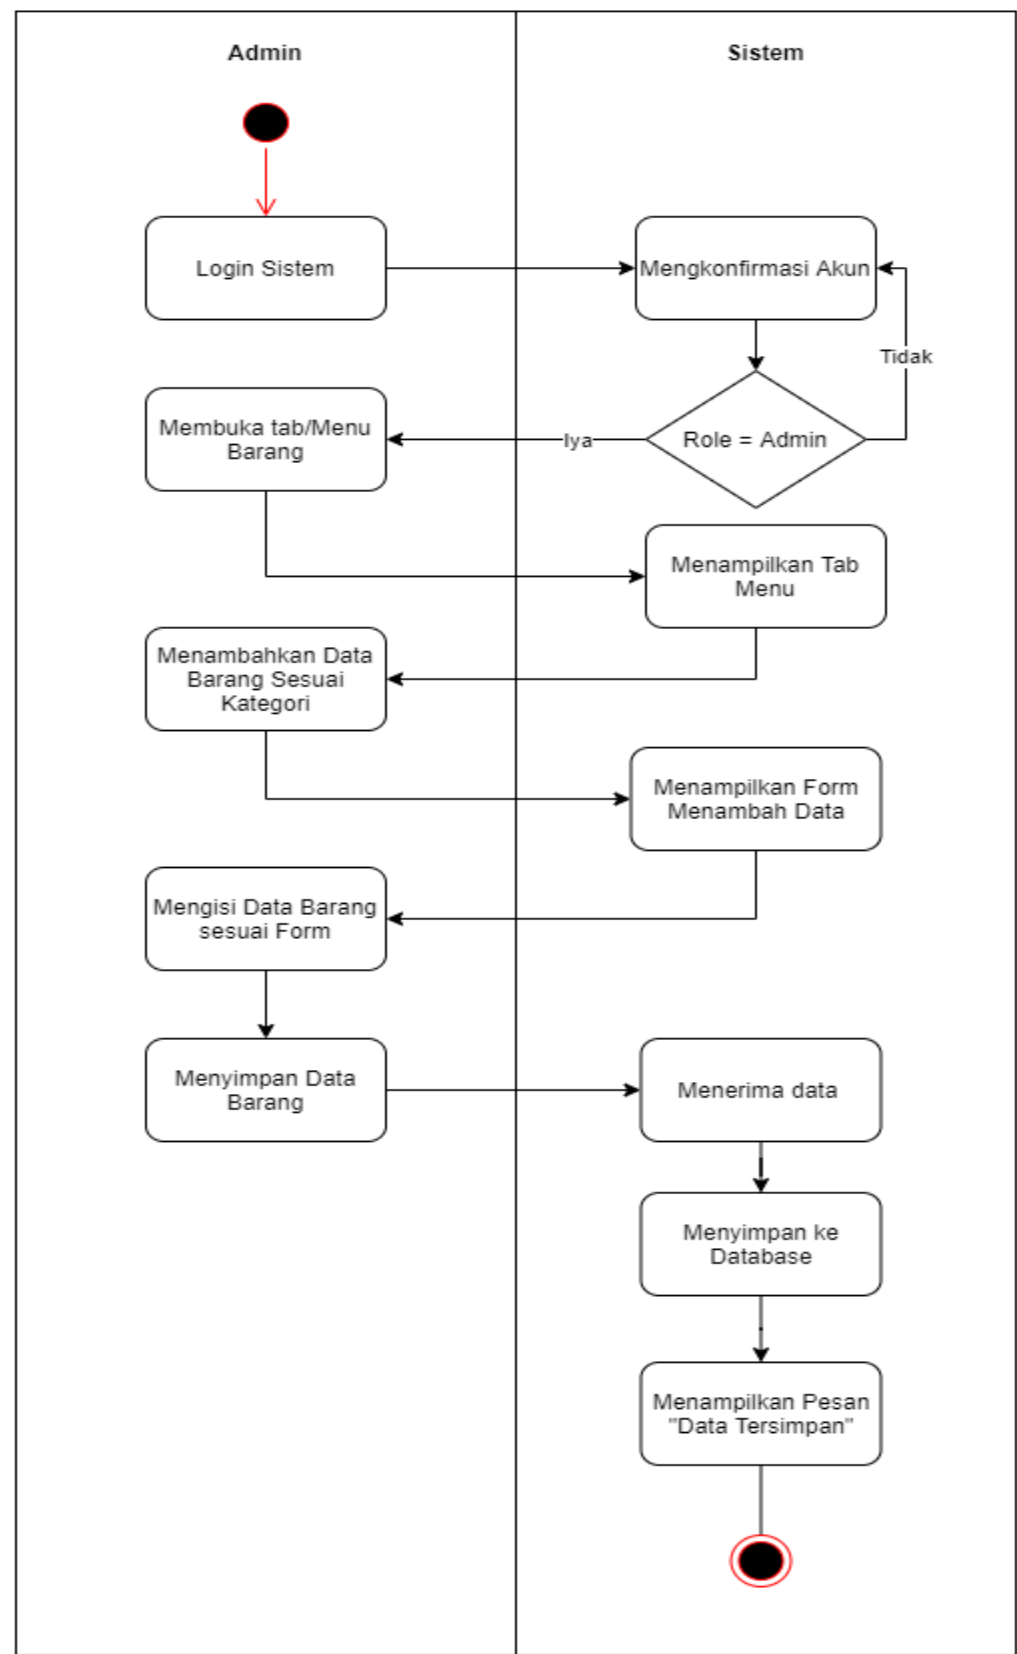 Admin
Sistem
Login Sistem
Mengkonfirmasi Akun
Tidak
Membuka tab/Menu
Barang
Iya
Role = Admin
Menampilkan Tab
Menu
Menambahkan Data
Barang Sesuai
Kategori
Menampilkan Form
Menambah Data
Mengisi Data Barang
sesuai Form
Menyimpan Data
Barang
Menerima data
Menyimpan ke
Database
Menampilkan Pesan
"Data Tersimpan"